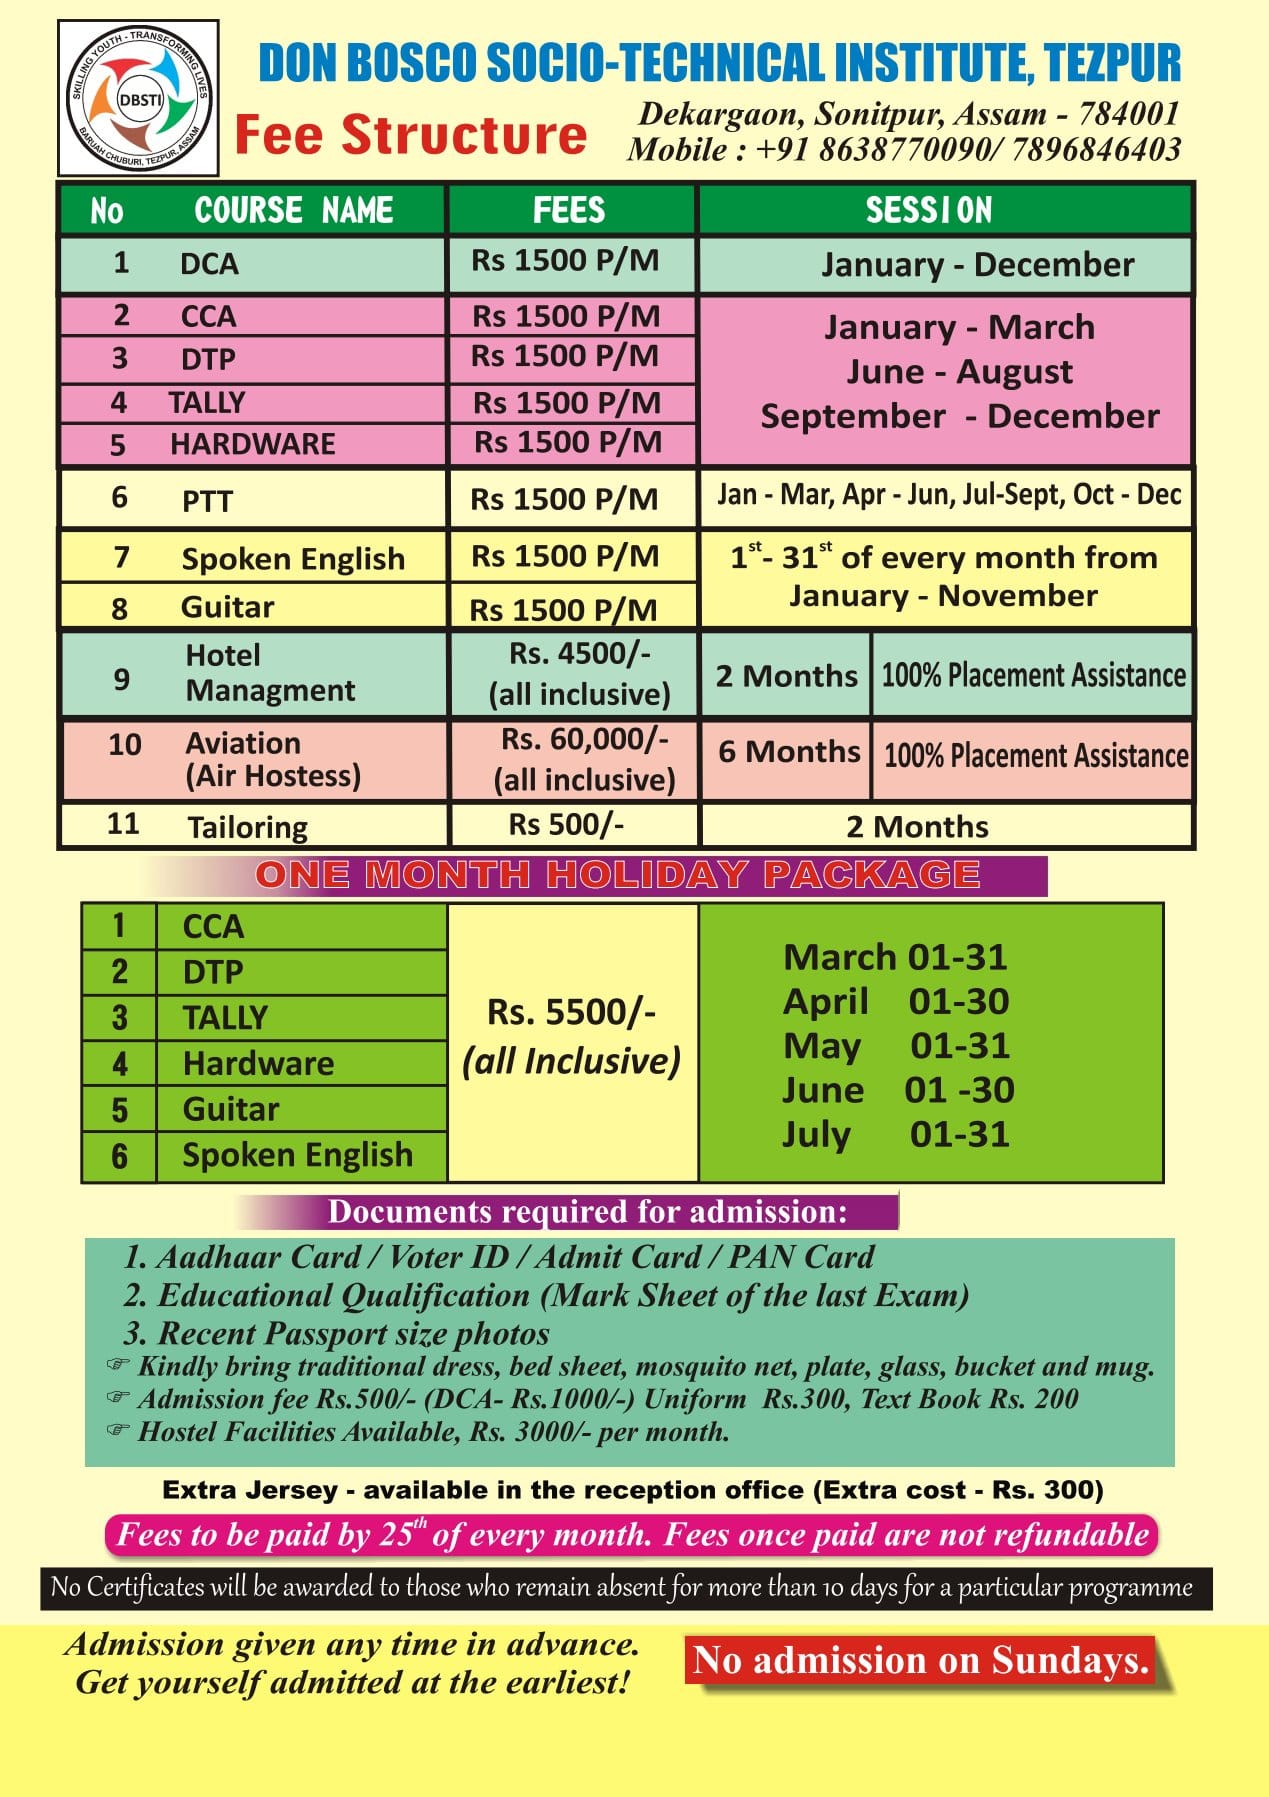 SKILLING YOUTH - TRANSFORMING LIVES
DBSTI
BARUAH CHUBURI, TEZPUR, ASSAM
DON BOSCO SOCIO-TECHNICAL INSTITUTE, TEZPUR
Fee Structure
Dekargaon, Sonitpur, Assam - 784001
Mobile : +91 8638770090/ 7896846403
No COURSE NAME FEES SESSION
1 DCA Rs 1500 P/M January - December
2 CCA Rs 1500 P/M
3 DTP Rs 1500 P/M
4 TALLY Rs 1500 P/M
5 HARDWARE Rs 1500 P/M
January - March
June - August
September - December
6 PTT Rs 1500 P/M Jan - Mar, Apr - Jun, Jul-Sept, Oct - Dec
7 Spoken English Rs 1500 P/M
8 Guitar Rs 1500 P/M
1st- 31st of every month from
January - November
9 Hotel
Managment
Rs. 4500/-
(all inclusive)
2 Months 100% Placement Assistance
10 Aviation
(Air Hostess)
Rs. 60,000/-
(all inclusive)
6 Months 100% Placement Assistance
11 Tailoring Rs 500/- 2 Months
ONE MONTH HOLIDAY PACKAGE
1 CCA
2 DTP
3 TALLY
4 Hardware
5 Guitar
6 Spoken English
Rs. 5500/-
(all Inclusive)
March 01-31
April 01-30
May 01-31
June 01 -30
July 01-31
Documents required for admission:
1. Aadhaar Card / Voter ID / Admit Card / PAN Card
2. Educational Qualification (Mark Sheet of the last Exam)
3. Recent Passport size photos
☞ Kindly bring traditional dress, bed sheet, mosquito net, plate, glass, bucket and mug.
☞ Admission fee Rs.500/- (DCA- Rs.1000/-) Uniform Rs.300, Text Book Rs. 200
☞ Hostel Facilities Available, Rs. 3000/- per month.
Extra Jersey - available in the reception office (Extra cost - Rs. 300)
Fees to be paid by 25th of every month. Fees once paid are not refundable
No Certificates will be awarded to those who remain absent for more than 10 days for a particular programme
Admission given any time in advance.
Get yourself admitted at the earliest!
No admission on Sundays.